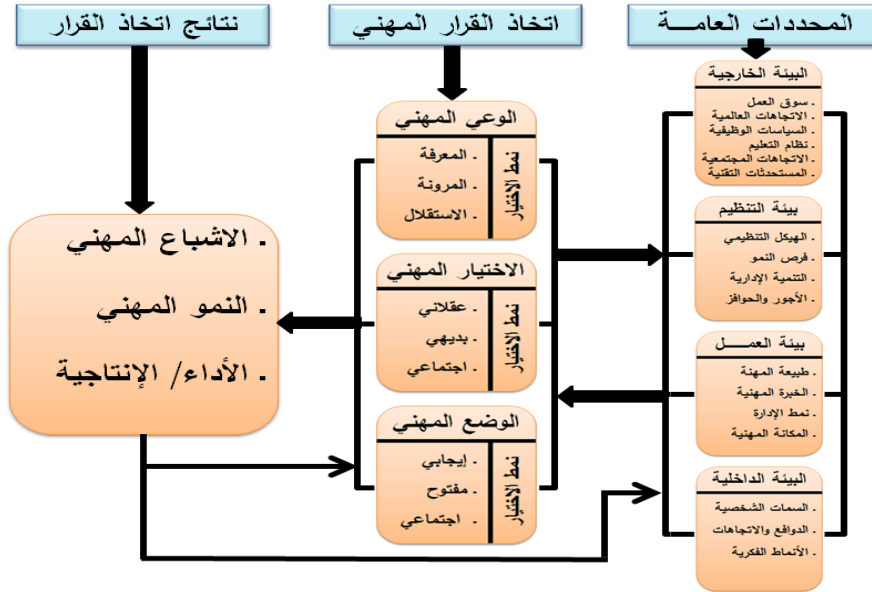 المحددات العامـــــة
البيئة الخارجية
. سوق العمل
. الاتجاهات العالمية
. السياسات الوظيفية
. نظام التعليم
. الاتجاهات المجتمعية
. المستحدثات التقنية
بيئة التنظيم
. الهيكل التنظيمي
. فرص النمو
. التنمية الإدارية
. الأجور والحوافز
بيئة العمـــــل
. طبيعة المهنة
. الخبرة المهنية
. نمط الإدارة
. المكانة المهنية
البيئة الداخلية
. السمات الشخصية
. الدوافع والاتجاهات
. الأنماط الفكرية
اتخاذ القرار المهني
الوعي المهني
نمط الاختيار
. المعرفة
. المرونة
. الاستقلال
الاختيار المهني
نمط الاختيار
. عقلاني
. بديهي
. اجتماعي
الوضع المهني
نمط الاختيار
. إيجابي
. مفتوح
. اجتماعي
نتائج اتخاذ القرار
. الاشباع المهني
. النمو المهني
. الأداء/ الإنتاجية